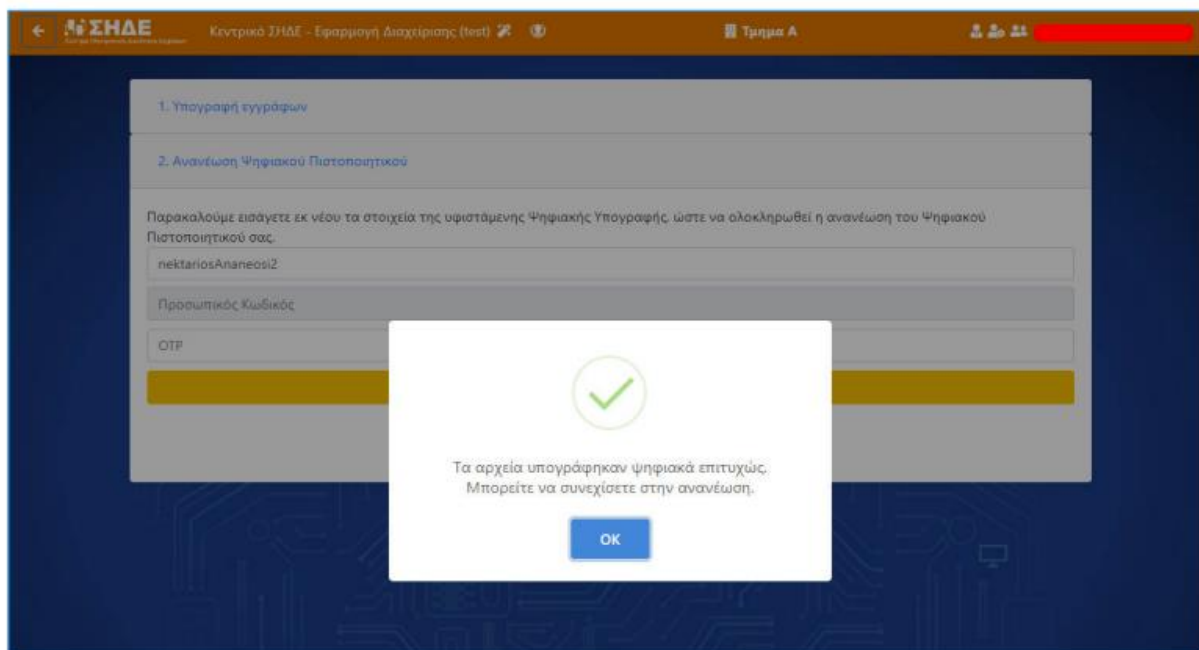 ΣΗΔΕ
Κεντρικό ΣΗΔΕ - Εφαρμογή Διαχείρισης (test)
Τμημα Α
1. Υπογραφή εγγράφων
2. Ανανέωση Ψηφιακού Πιστοποιητικού
Παρακαλούμε εισάγετε εκ νέου τα στοιχεία της υφιστάμενης Ψηφιακής Υπογραφής, ώστε να ολοκληρωθεί η ανανέωση του Ψηφιακού
Πιστοποιητικού σας.
nektariosAnaneosi2
Προσωπικός Κωδικός
OTP
Τα αρχεία υπογράφηκαν ψηφιακά επιτυχώς.
Μπορείτε να συνεχίσετε στην ανανέωση.
OK